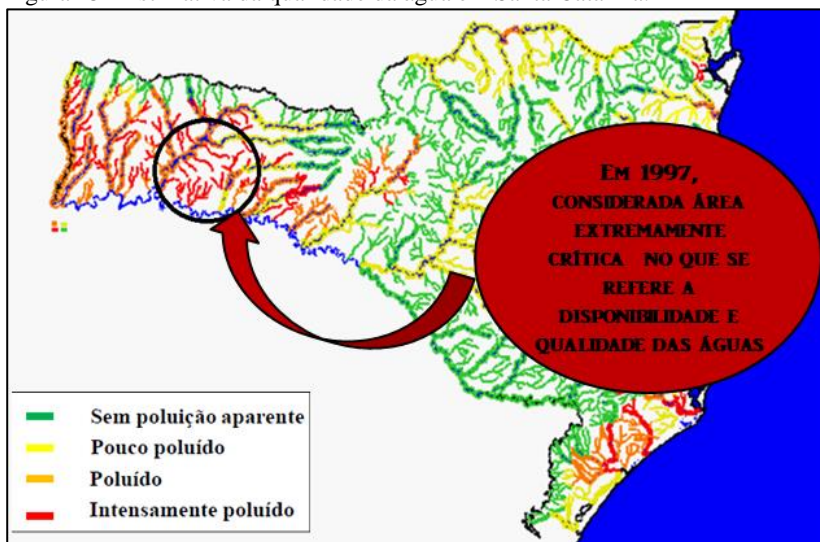 EM 1997,
CONSIDERADA ÁREA
EXTREMAMENTE
CRÍTICA NO QUE SE
REFERE A
DISPONIBILIDADE E
QUALIDADE DAS ÁGUAS
Sem poluição aparente
Pouco poluído
Poluído
Intensamente poluído